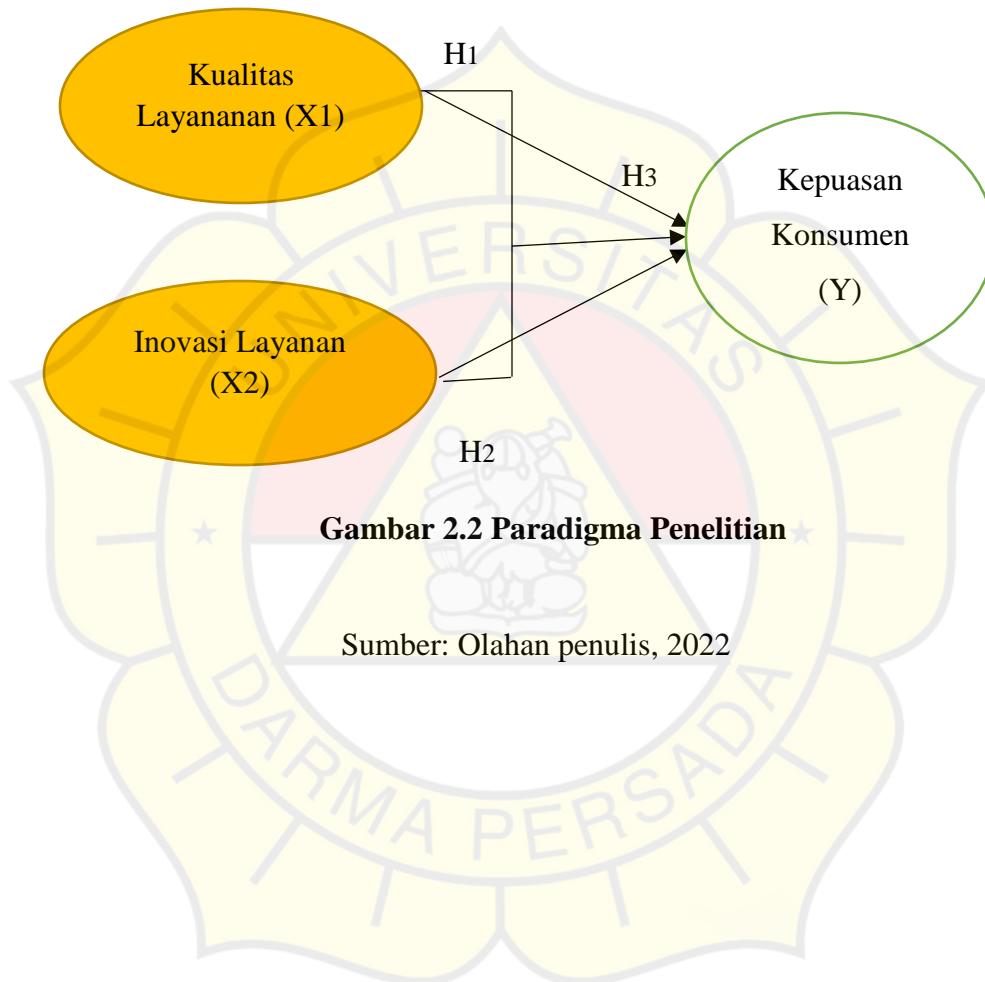 H1
Kualitas
Layananan (X1)
H3
Kepuasan
Konsumen
(Y)
Inovasi Layanan
(X2)
H2
Gambar 2.2 Paradigma Penelitian
Sumber: Olahan penulis, 2022
UNIVERSITAS
DARMA PERSADA